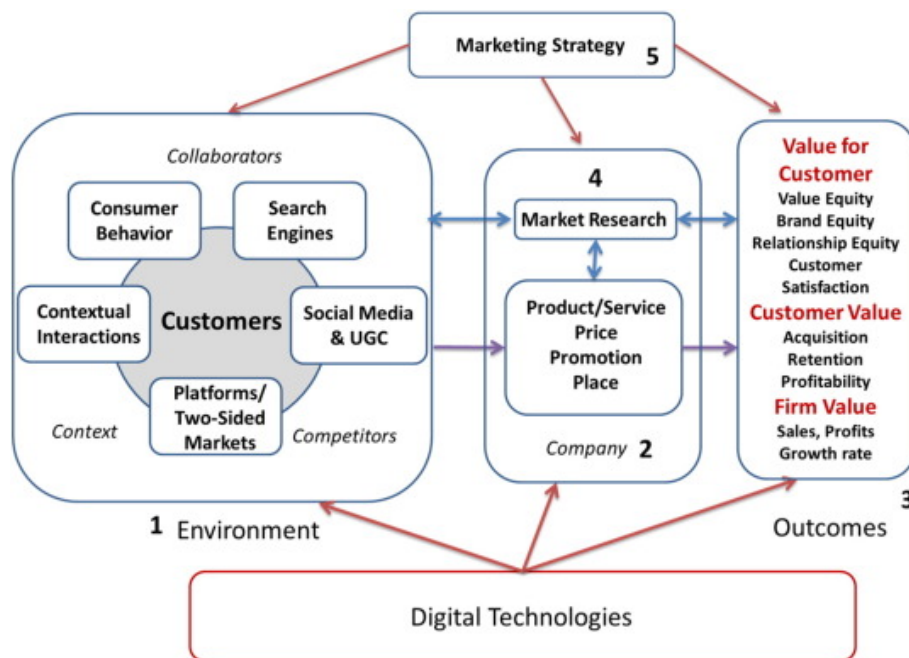 Marketing Strategy
5
Collaborators
Consumer
Behavior
Search
Engines
Contextual
Interactions
Customers
Social Media
& UGC
Platforms/
Two-Sided
Markets
Context
Competitors
1 Environment
4
Market Research
Product/Service
Price
Promotion
Place
Company 2
Value for
Customer
Value Equity
Brand Equity
Relationship Equity
Customer
Satisfaction
Customer Value
Acquisition
Retention
Profitability
Firm Value
Sales, Profits
Growth rate
3
Outcomes
Digital Technologies